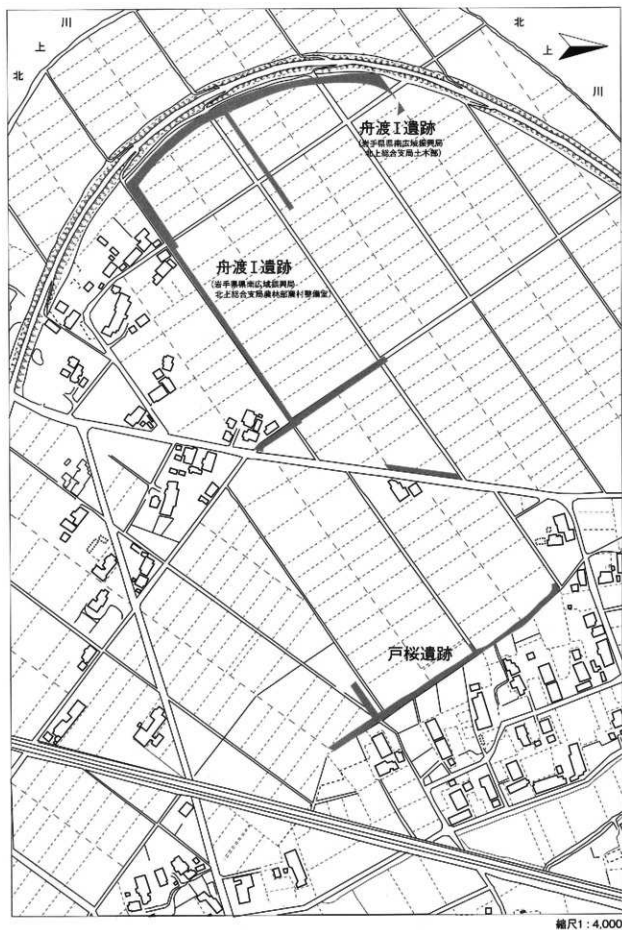 北上川
北上川
舟渡Ⅰ遺跡
(岩手県県南広域振興局
北上総合支局土木部)
舟渡Ⅰ遺跡
(岩手県県南広域振興局
北上総合支局農林部農村整備室)
戸桜遺跡
縮尺1:4,000